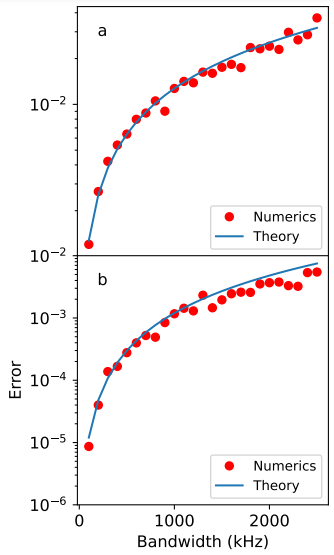 a
10⁻²
Numerics
Theory
10⁻²
b
10⁻³
10⁻⁴
10⁻⁵
10⁻⁶
Error
Numerics
Theory
0 1000 2000
Bandwidth (kHz)